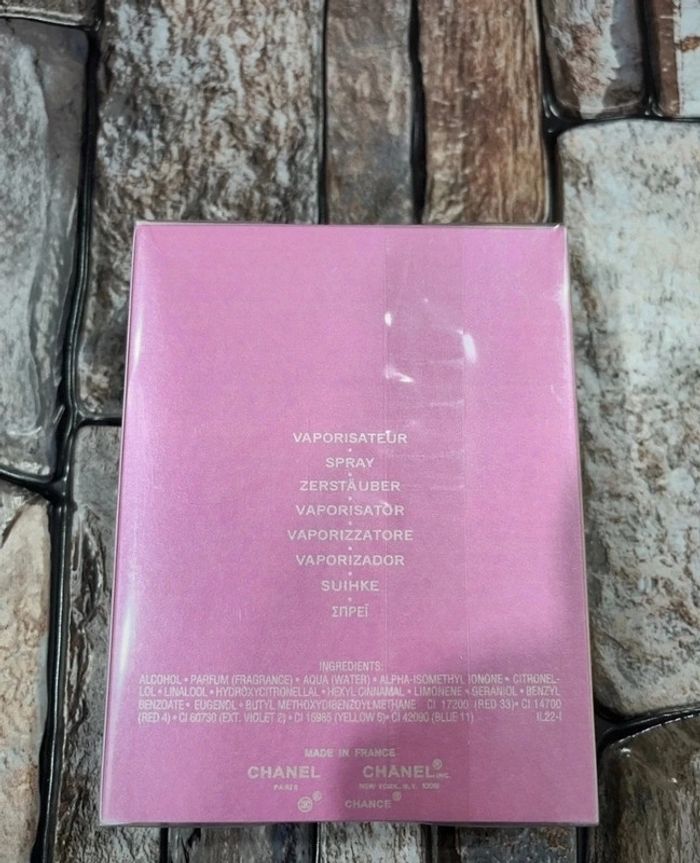 VAPORISATEUR
SPRAY
ZERSTÄUBER
VAPORISATOR
VAPORIZZATORE
VAPORIZADOR
SUIHKE
ΣΠΡΕΪ
INGREDIENTS:
ALCOHOL • PARFUM (FRAGRANCE) • AQUA (WATER) • ALPHA-ISOMETHYL IONONE • CITRONEL-
LOL • LINALOOL • HYDROXYCITRONELLAL • HEXYL CINNAMAL • LIMONENE • GERANIOL • BENZYL
BENZOATE • EUGENOL • BUTYL METHOXYDIBENZOYLMETHANE • CI 17200 (RED 33) • CI 14700
(RED 4) • CI 60730 (EXT. VIOLET 2) • CI 15985 (YELLOW 6) • CI 42090 (BLUE 11) IL22-I
MADE IN FRANCE
CHANEL CHANEL® INC.
PARIS NEW YORK, N.Y. 10019
CHANCE®